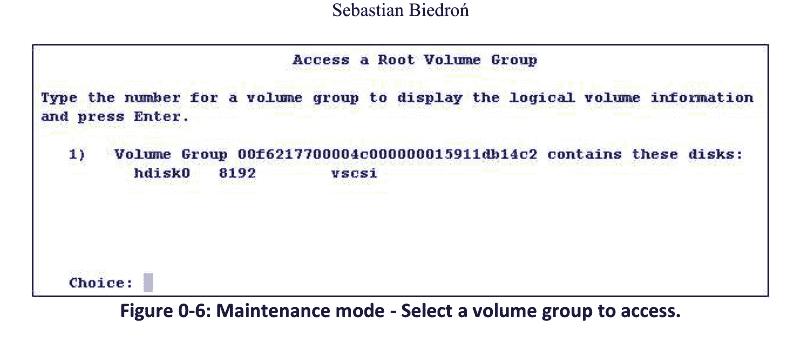 Sebastian Biedroń
Access a Root Volume Group
Type the number for a volume group to display the logical volume information
and press Enter.
1) Volume Group 00f6217700004c000000015911db14c2 contains these disks:
hdisk0 8192 vscsi
Choice:
Figure 0-6: Maintenance mode - Select a volume group to access.